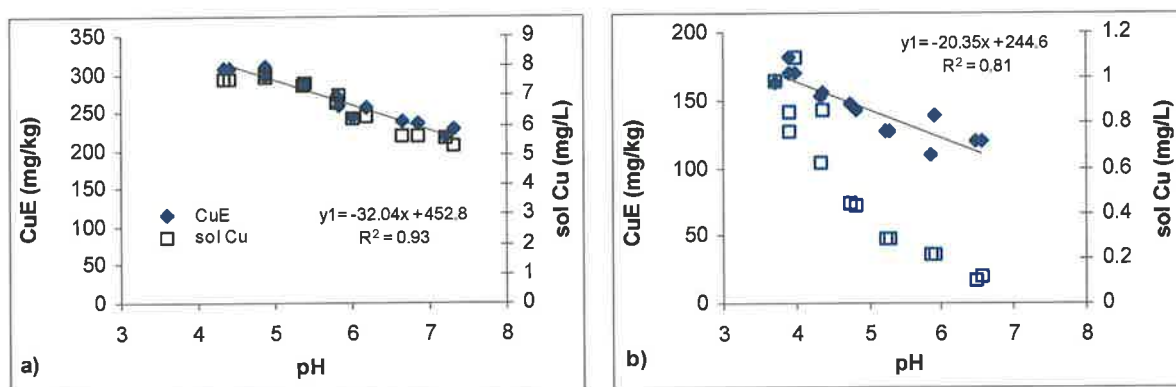 CuE (mg/kg)
350
300
250
200
150
100
50
0
9
8
7
6
5
4
3
2
1
0
sol Cu (mg/L)
CuE
sol Cu
y1= -32.04x +452.8
R² = 0.93
3 4 5 6 7 8
pH
a)
CuE (mg/kg)
200
150
100
50
0
1.2
1
0.8
0.6
0.4
0.2
0
sol Cu (mg/L)
y1= -20.35x +244.6
R² = 0.81
3 4 5 6 7 8
pH
b)